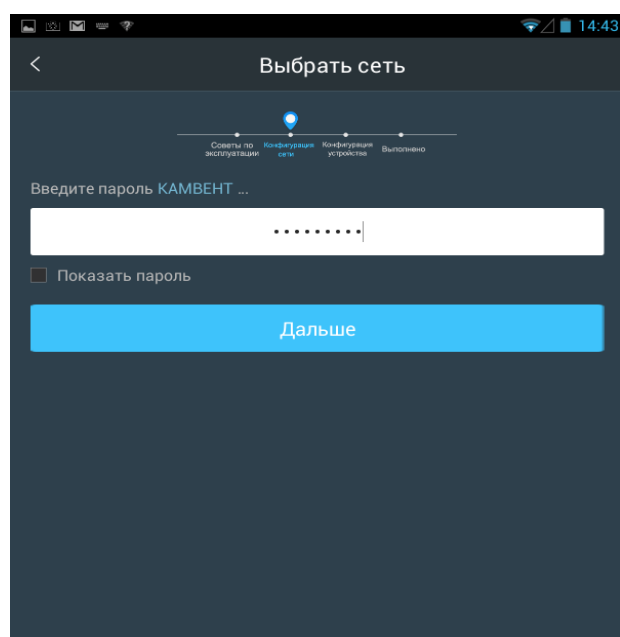 14:43
Выбрать сеть
Советы по эксплуатации
Конфигурация сети
Конфигурация устройства
Выполнено
Введите пароль КАМВЕНТ ...
•••••••••
Показать пароль
Дальше